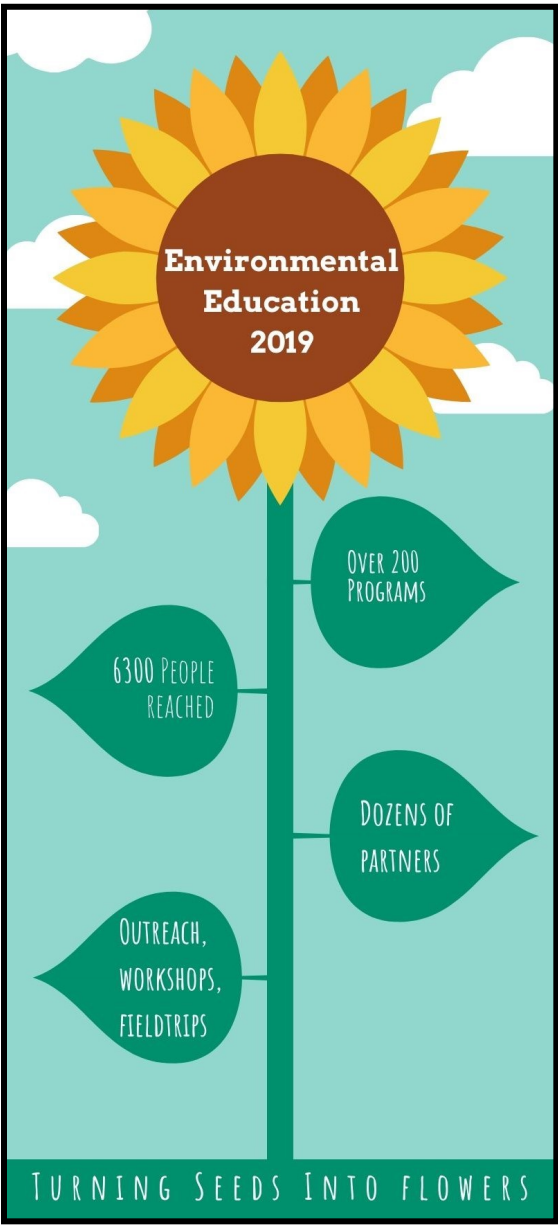 Environmental
Education
2019
Over 200
Programs
6300 People
reached
Dozens of
partners
Outreach,
workshops,
fieldtrips
Turning Seeds Into flowers